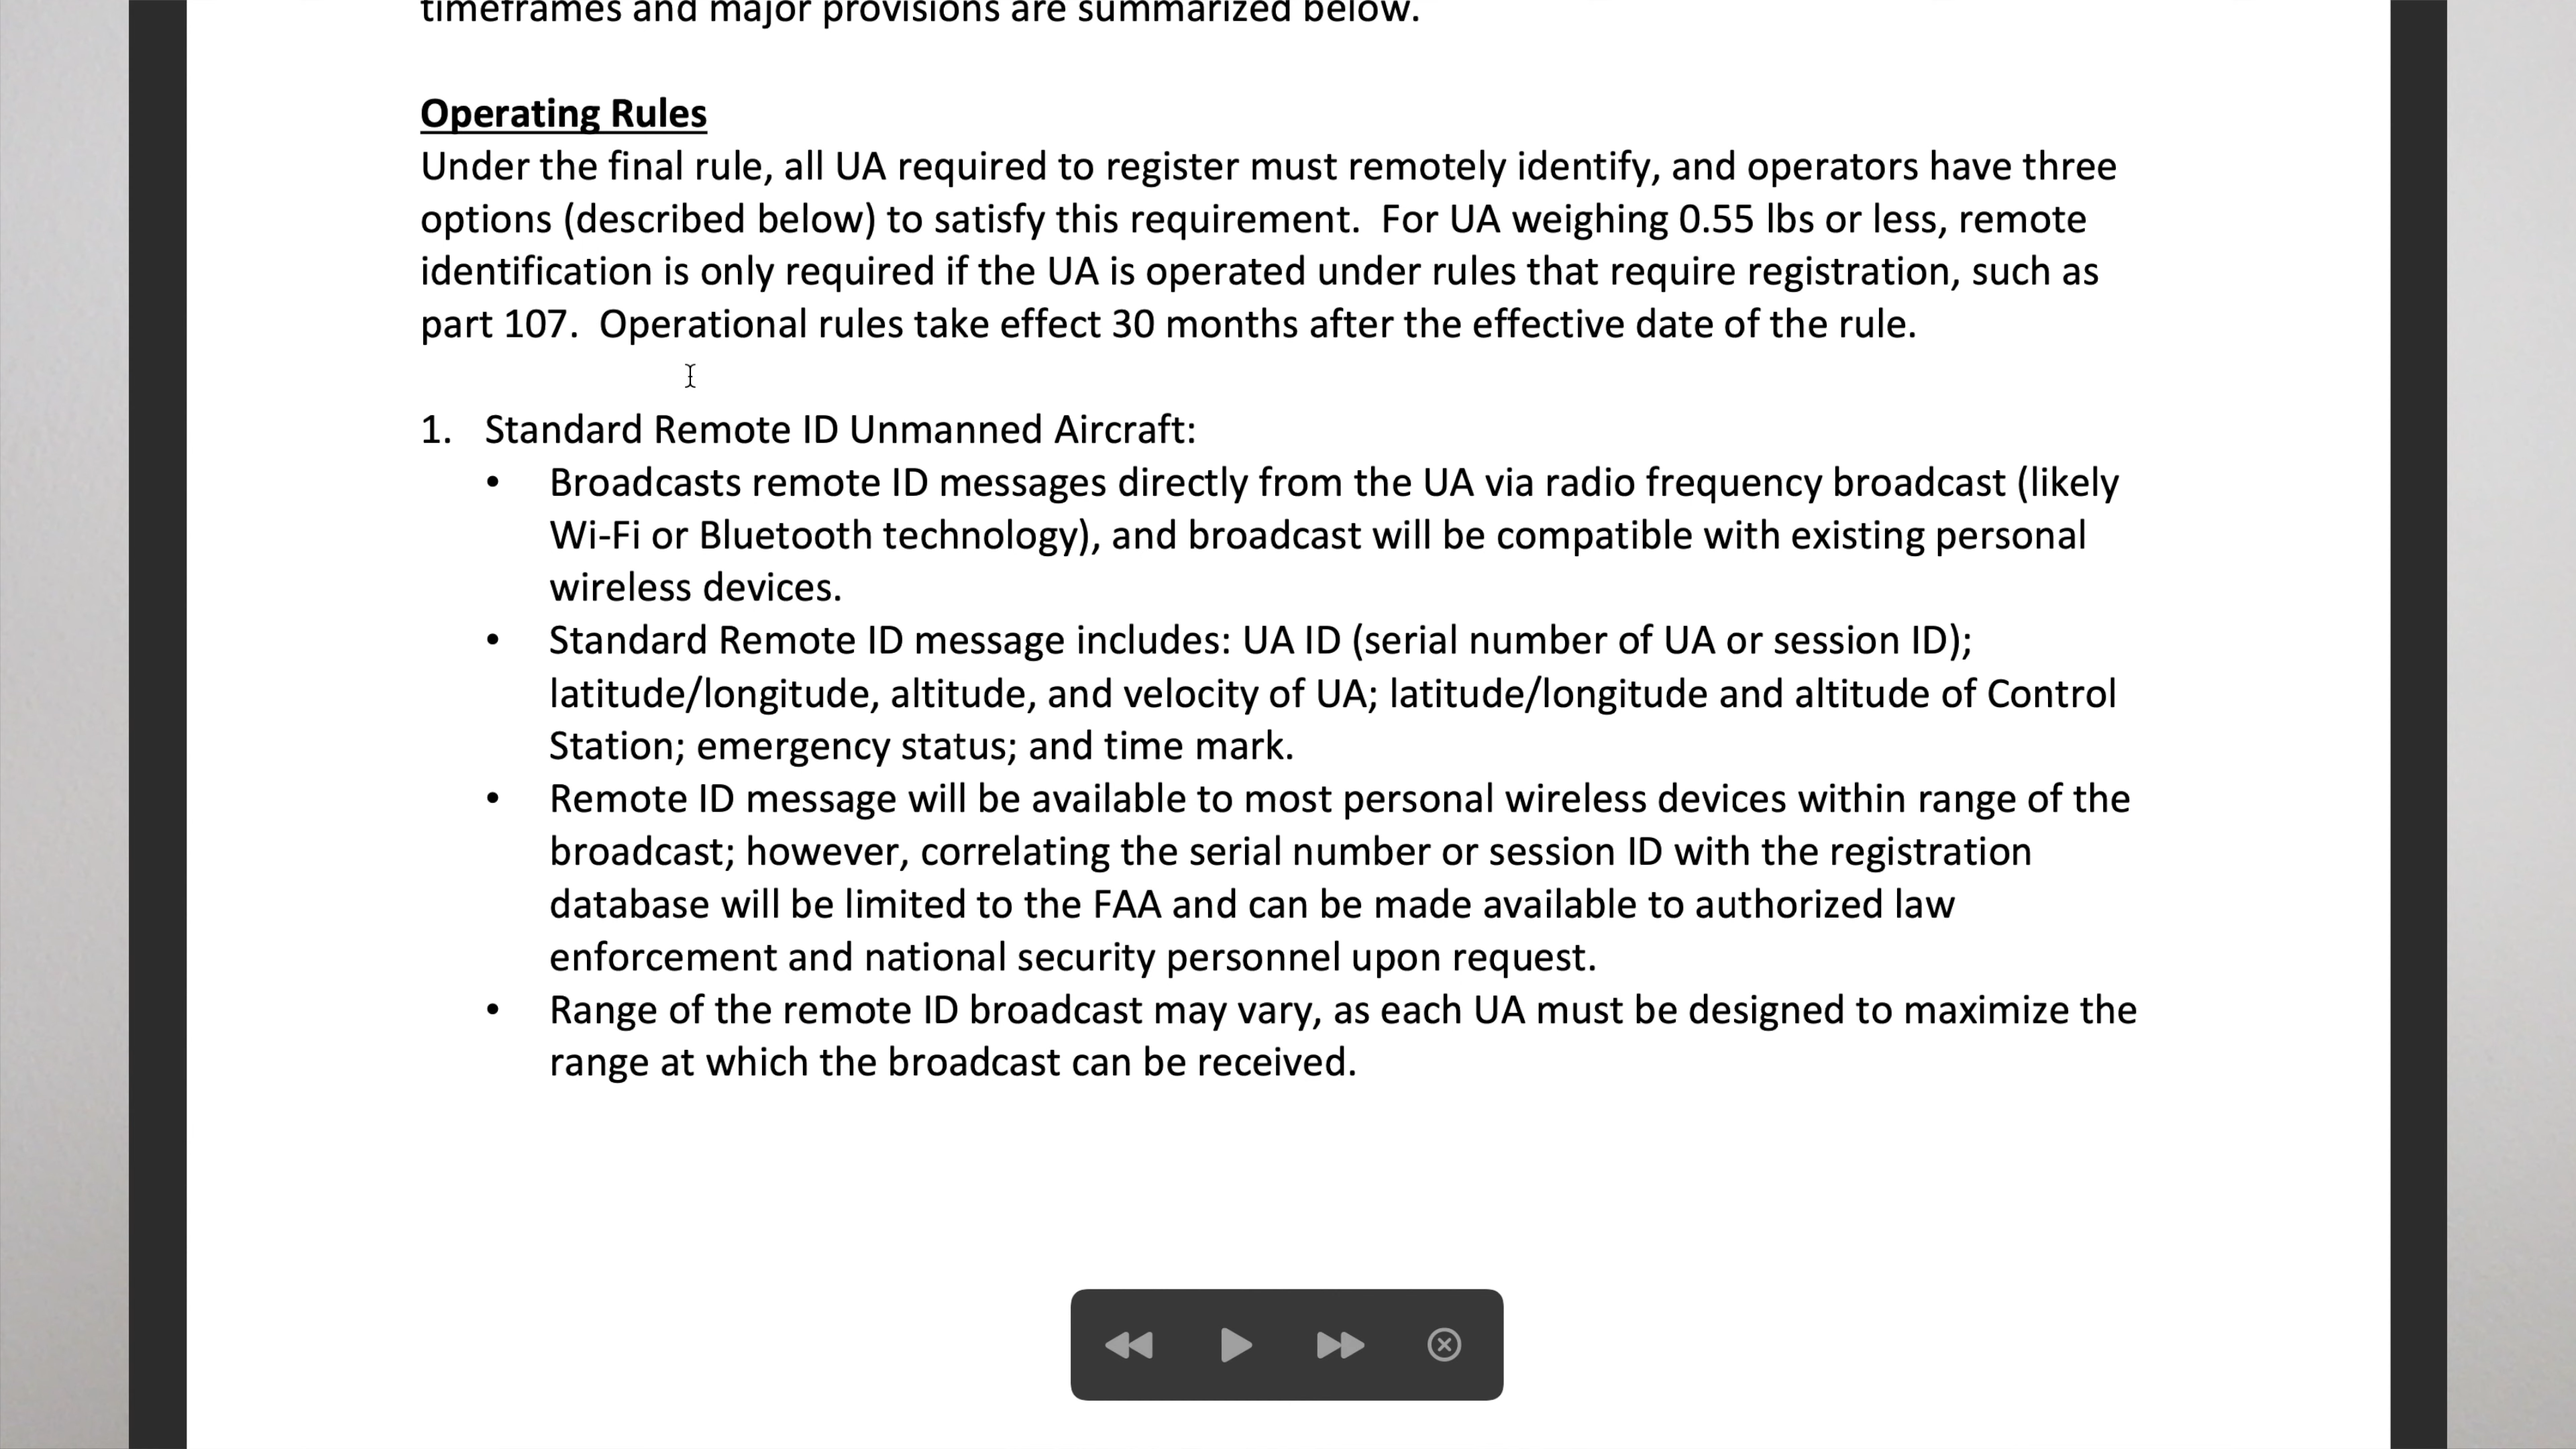 timeframes and major provisions are summarized below.
Operating Rules
Under the final rule, all UA required to register must remotely identify, and operators have three
options (described below) to satisfy this requirement.  For UA weighing 0.55 lbs or less, remote
identification is only required if the UA is operated under rules that require registration, such as
part 107.  Operational rules take effect 30 months after the effective date of the rule.
1. Standard Remote ID Unmanned Aircraft:
• Broadcasts remote ID messages directly from the UA via radio frequency broadcast (likely
Wi-Fi or Bluetooth technology), and broadcast will be compatible with existing personal
wireless devices.
• Standard Remote ID message includes: UA ID (serial number of UA or session ID);
latitude/longitude, altitude, and velocity of UA; latitude/longitude and altitude of Control
Station; emergency status; and time mark.
• Remote ID message will be available to most personal wireless devices within range of the
broadcast; however, correlating the serial number or session ID with the registration
database will be limited to the FAA and can be made available to authorized law
enforcement and national security personnel upon request.
• Range of the remote ID broadcast may vary, as each UA must be designed to maximize the
range at which the broadcast can be received.